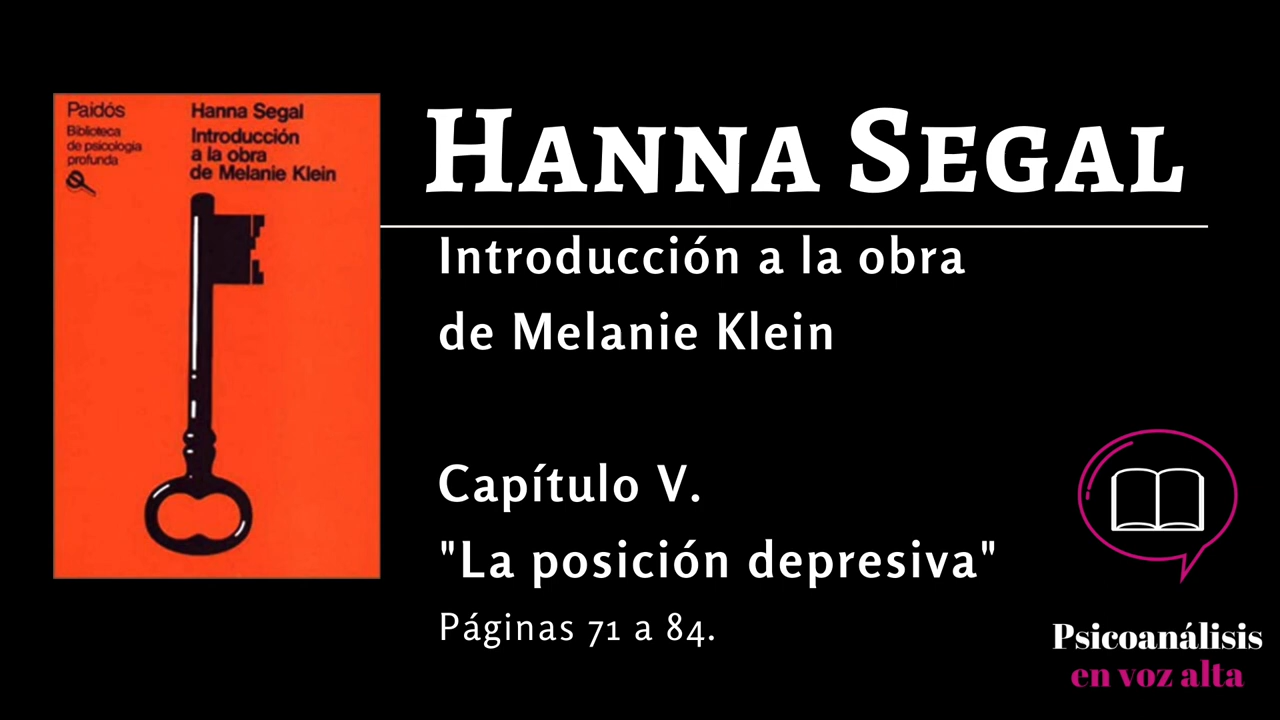 Paidós
Biblioteca
de psicología
profunda
Hanna Segal
Introducción
a la obra
de Melanie Klein
HANNA SEGAL
Introducción a la obra
de Melanie Klein
Capítulo V.
"La posición depresiva"
Páginas 71 a 84.
Psicoanálisis
en voz alta